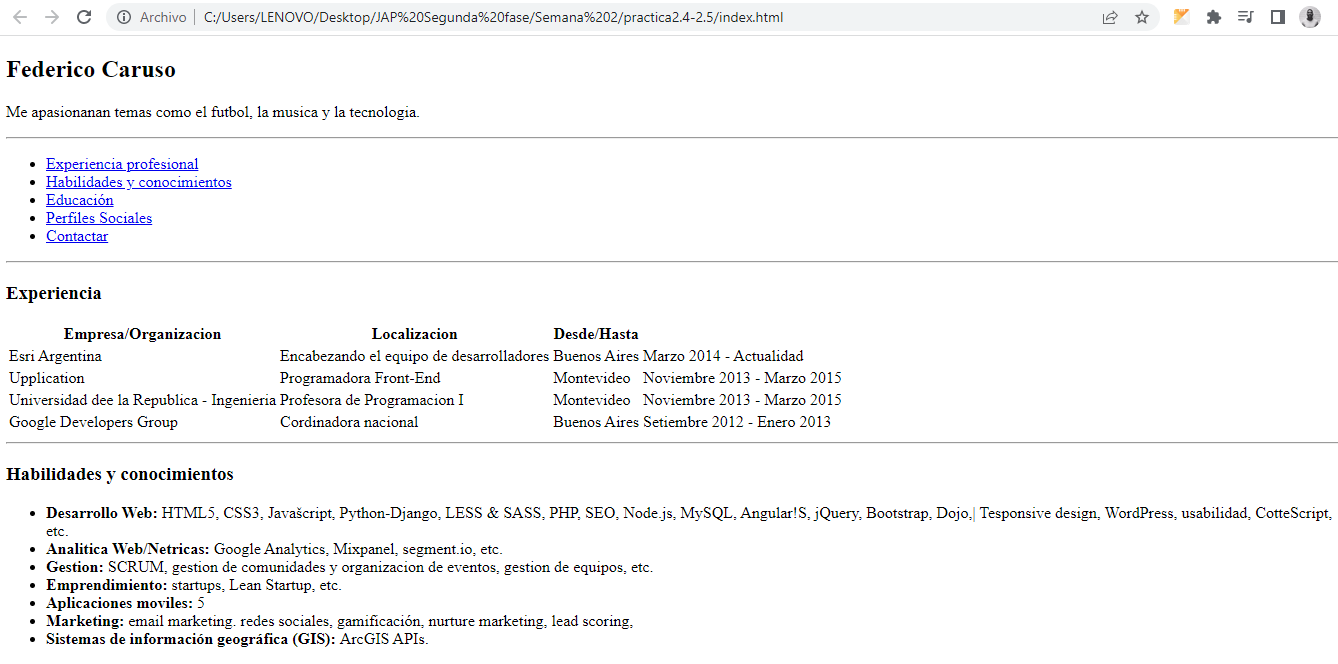 Archivo | C:/Users/LENOVO/Desktop/JAP%20Segunda%20fase/Semana%202/practica2.4-2.5/index.html
Federico Caruso
Me apasionanan temas como el futbol, la musica y la tecnologia.
Experiencia profesional
Habilidades y conocimientos
Educación
Perfiles Sociales
Contactar
Experiencia
Empresa/Organizacion Localizacion Desde/Hasta
Esri Argentina Encabezando el equipo de desarrolladores Buenos Aires Marzo 2014 - Actualidad
Upplication Programadora Front-End Montevideo Noviembre 2013 - Marzo 2015
Universidad dee la Republica - Ingenieria Profesora de Programacion I Montevideo Noviembre 2013 - Marzo 2015
Google Developers Group Cordinadora nacional Buenos Aires Setiembre 2012 - Enero 2013
Habilidades y conocimientos
Desarrollo Web: HTML5, CSS3, Javašcript, Python-Django, LESS & SASS, PHP, SEO, Node.js, MySQL, Angular!S, jQuery, Bootstrap, Dojo,| Tesponsive design, WordPress, usabilidad, CotteScript,
etc.
Analitica Web/Netricas: Google Analytics, Mixpanel, segment.io, etc.
Gestion: SCRUM, gestion de comunidades y organizacion de eventos, gestion de equipos, etc.
Emprendimiento: startups, Lean Startup, etc.
Aplicaciones moviles: 5
Marketing: email marketing. redes sociales, gamificación, nurture marketing, lead scoring,
Sistemas de información geográfica (GIS): ArcGIS APIs.